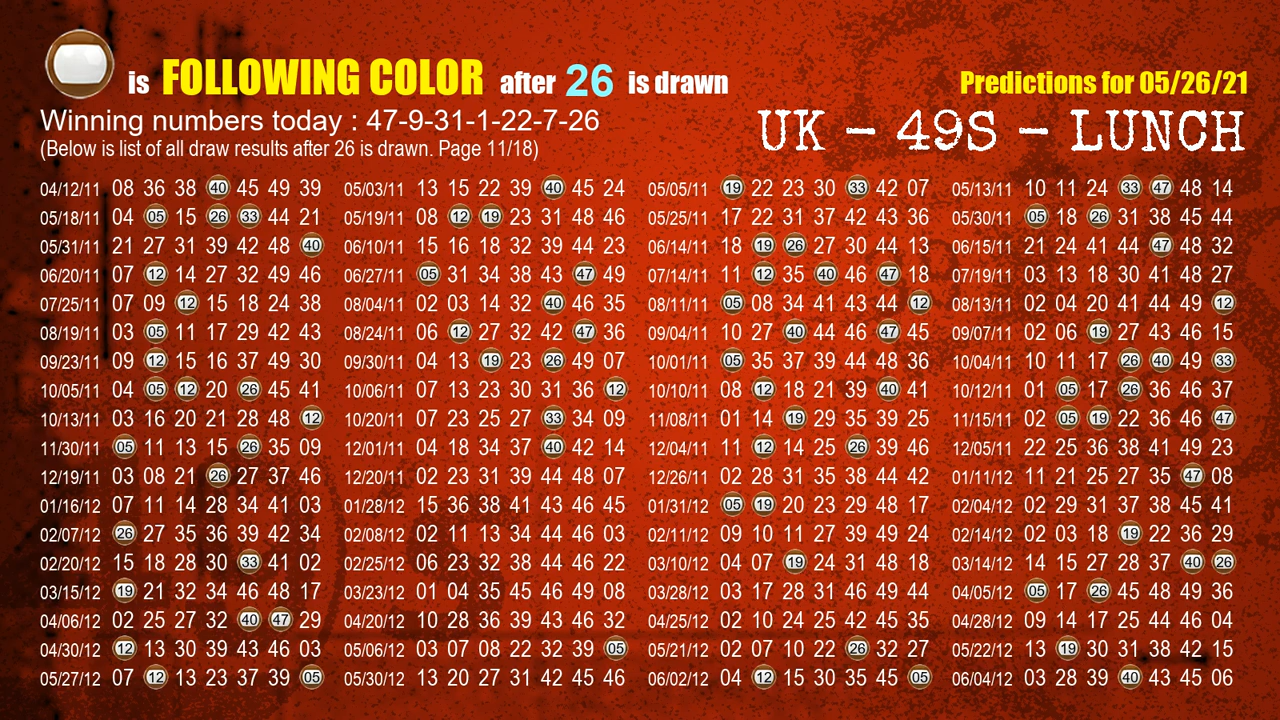 is FOLLOWING COLOR after 26 is drawn
Predictions for 05/26/21
Winning numbers today : 47-9-31-1-22-7-26
UK - 49S - LUNCH
(Below is list of all draw results after 26 is drawn. Page 11/18)
04/12/11 08 36 38 40 45 49 39 05/03/11 13 15 22 39 40 45 24 05/05/11 19 22 23 30 33 42 07 05/13/11 10 11 24 33 47 48 14
05/18/11 04 05 15 26 33 44 21 05/19/11 08 12 19 23 31 48 46 05/25/11 17 22 31 37 42 43 36 05/30/11 05 18 26 31 38 45 44
05/31/11 21 27 31 39 42 48 40 06/10/11 15 16 18 32 39 44 23 06/14/11 18 19 26 27 30 44 13 06/15/11 21 24 41 44 47 48 32
06/20/11 07 12 14 27 32 49 46 06/27/11 05 31 34 38 43 47 49 07/14/11 11 12 35 40 46 47 18 07/19/11 03 13 18 30 41 48 27
07/25/11 07 09 12 15 18 24 38 08/04/11 02 03 14 32 40 46 35 08/11/11 05 08 34 41 43 44 12 08/13/11 02 04 20 41 44 49 12
08/19/11 03 05 11 17 29 42 43 08/24/11 06 12 27 32 42 47 36 09/04/11 10 27 40 44 46 47 45 09/07/11 02 06 19 27 43 46 15
09/23/11 09 12 15 16 37 49 30 09/30/11 04 13 19 23 26 49 07 10/01/11 05 35 37 39 44 48 36 10/04/11 10 11 17 26 40 49 33
10/05/11 04 05 12 20 26 45 41 10/06/11 07 13 23 30 31 36 12 10/10/11 08 12 18 21 39 40 41 10/12/11 01 05 17 26 36 46 37
10/13/11 03 16 20 21 28 48 12 10/20/11 07 23 25 27 33 34 09 11/08/11 01 14 19 29 35 39 25 11/15/11 02 05 19 22 36 46 47
11/30/11 05 11 13 15 26 35 09 12/01/11 04 18 34 37 40 42 14 12/04/11 11 12 14 25 26 39 46 12/05/11 22 25 36 38 41 49 23
12/19/11 03 08 21 26 27 37 46 12/20/11 02 23 31 39 44 48 07 12/26/11 02 28 31 35 38 44 42 01/11/12 11 21 25 27 35 47 08
01/16/12 07 11 14 28 34 41 03 01/28/12 15 36 38 41 43 46 45 01/31/12 05 19 20 23 29 48 17 02/04/12 02 29 31 37 38 45 41
02/07/12 26 27 35 36 39 42 34 02/08/12 02 11 13 34 44 46 03 02/11/12 09 10 11 27 39 49 24 02/14/12 02 03 18 19 22 36 29
02/20/12 15 18 28 30 33 41 02 02/25/12 06 23 32 38 44 46 22 03/10/12 04 07 19 24 31 48 18 03/14/12 14 15 27 28 37 40 26
03/15/12 19 21 32 34 46 48 17 03/23/12 01 04 35 45 46 49 08 03/28/12 03 17 28 31 46 49 44 04/05/12 05 17 26 45 48 49 36
04/06/12 02 25 27 32 40 47 29 04/20/12 10 28 36 39 43 46 32 04/25/12 02 10 24 25 42 45 35 04/28/12 09 14 17 25 44 46 04
04/30/12 12 13 30 39 43 46 03 05/06/12 03 07 08 22 32 39 05 05/21/12 02 07 10 22 26 32 27 05/22/12 13 19 30 31 38 42 15
05/27/12 07 12 13 23 37 39 05 05/30/12 13 20 27 31 42 45 46 06/02/12 04 12 15 30 35 45 05 06/04/12 03 28 39 40 43 45 06